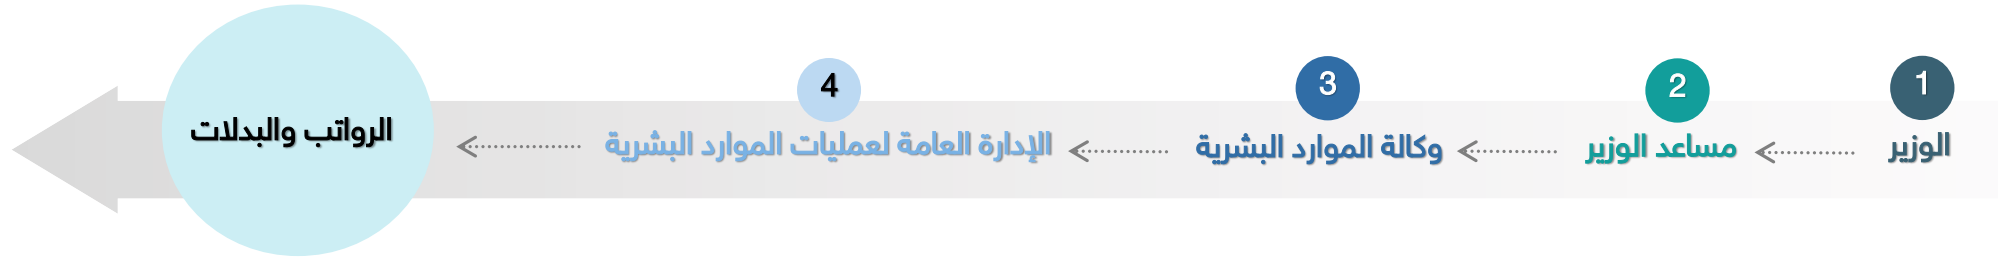 1
الوزير
2
مساعد الوزير
3
وكالة الموارد البشرية
4
الإدارة العامة لعمليات الموارد البشرية
الرواتب والبدلات